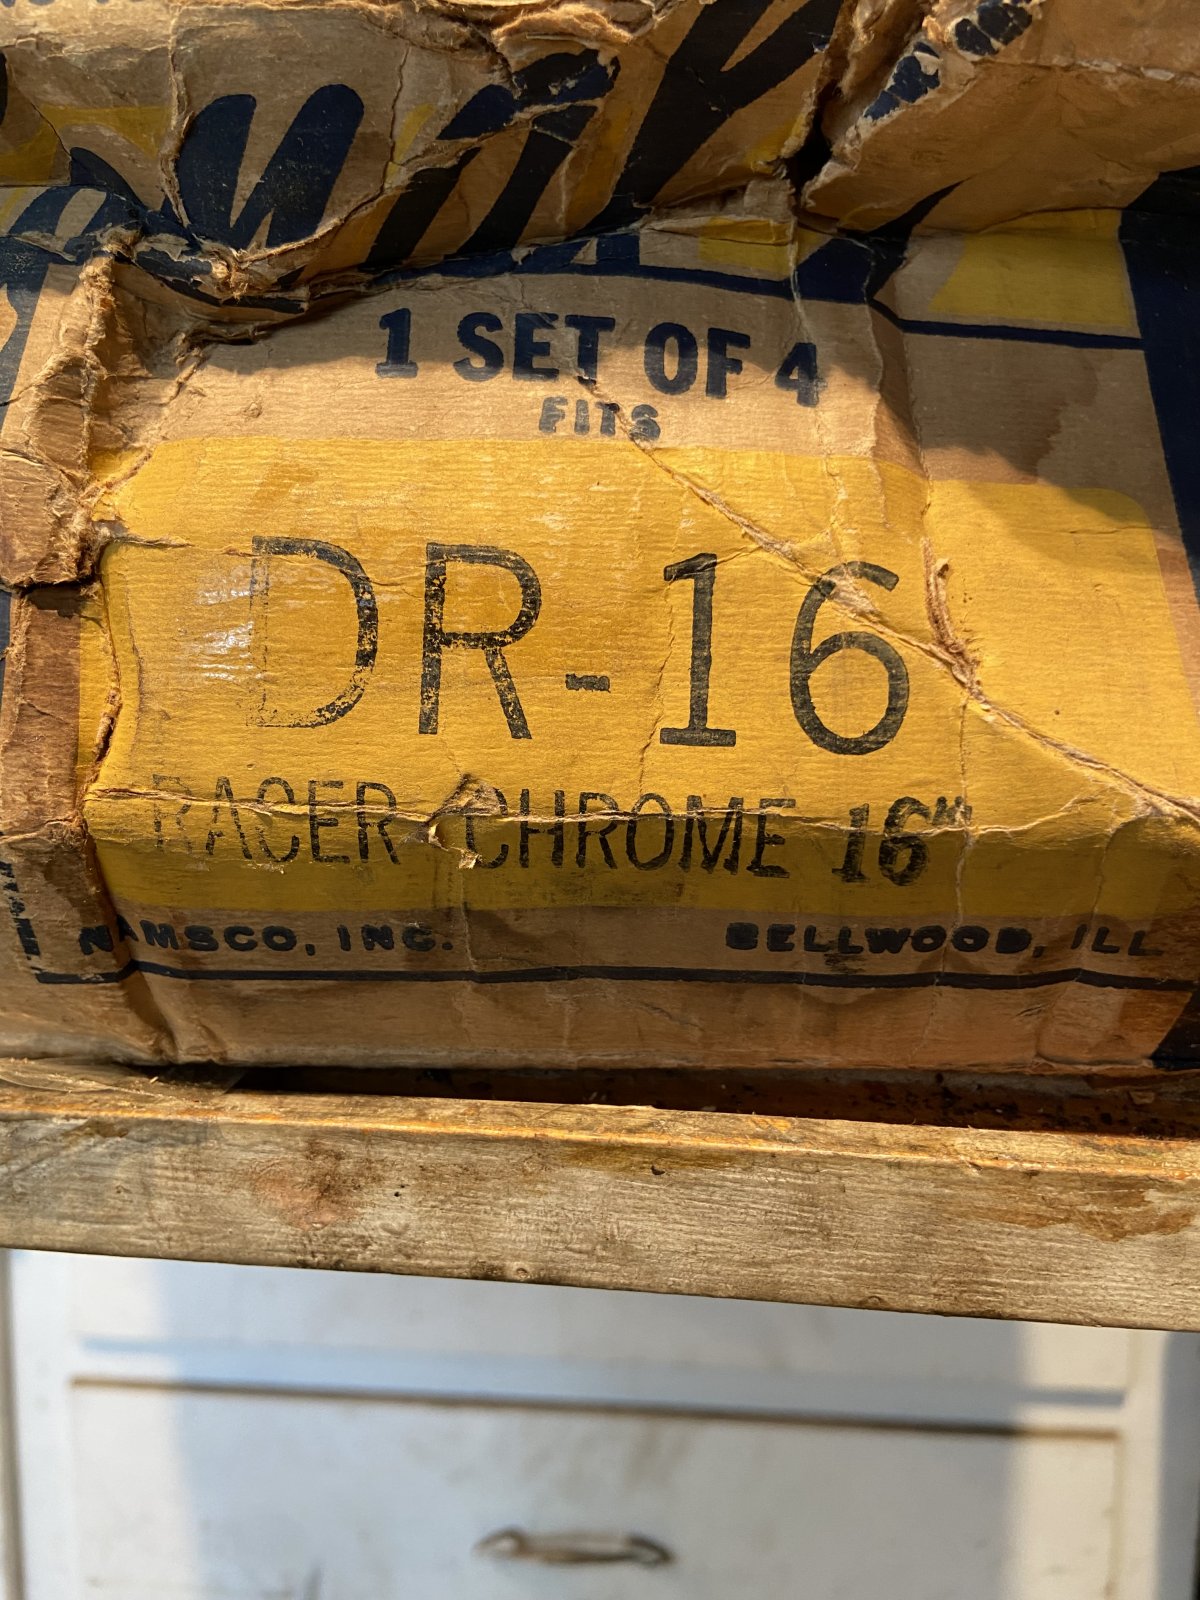 1 SET OF 4
FITS
DR-16
RACER CHROME 16"
NAMSCO, INC. BELLWOOD, ILL